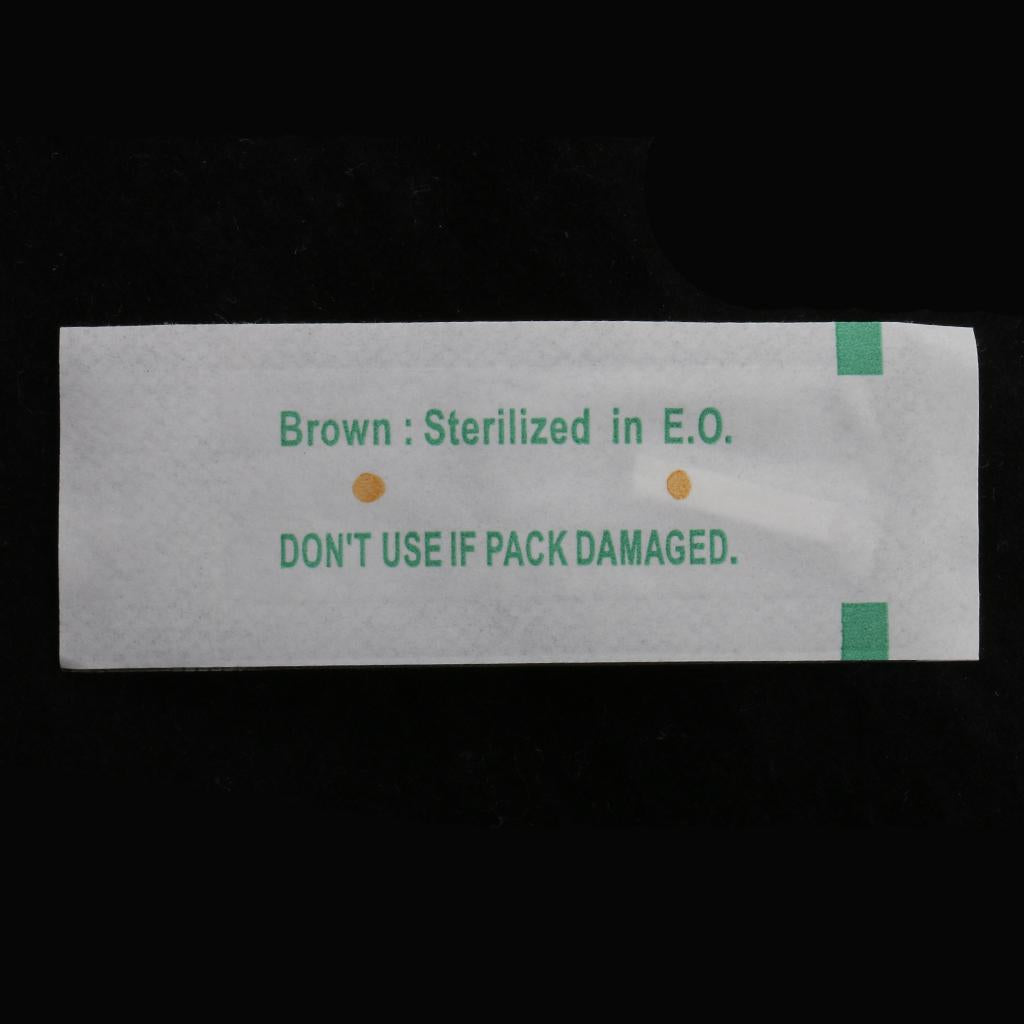 Brown : Sterilized in E.O.
DON'T USE IF PACK DAMAGED.